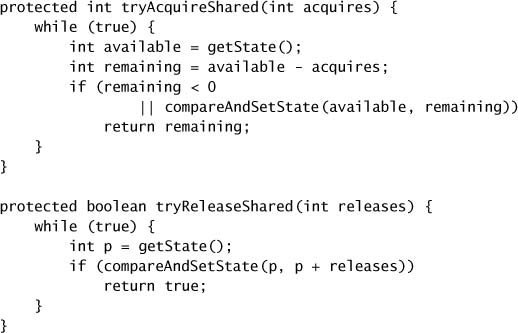 protected int tryAcquireShared(int acquires) {
    while (true) {
        int available = getState();
        int remaining = available - acquires;
        if (remaining < 0
                || compareAndSetState(available, remaining))
            return remaining;
    }
}

protected boolean tryReleaseShared(int releases) {
    while (true) {
        int p = getState();
        if (compareAndSetState(p, p + releases))
            return true;
    }
}